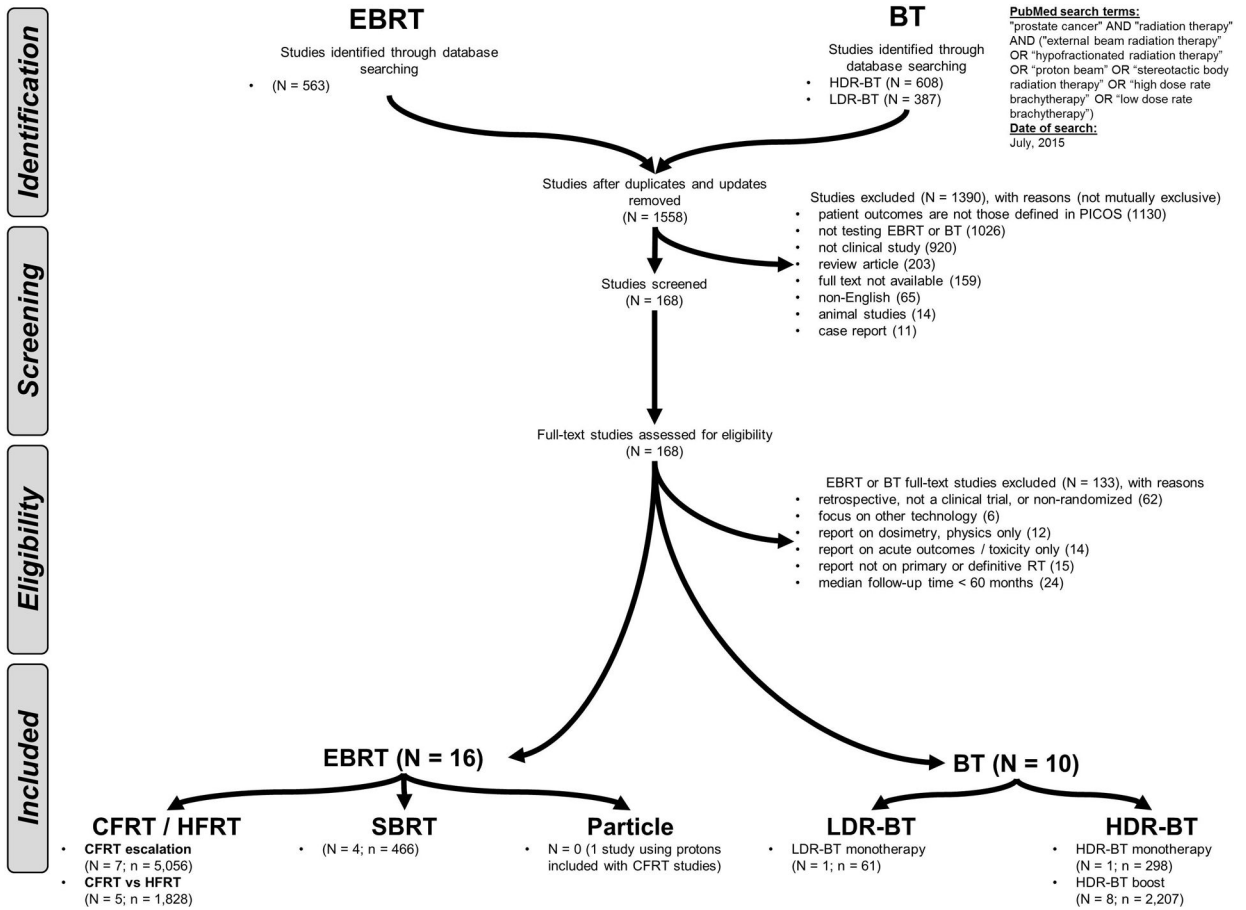 EBRT
Studies identified through database
searching
• (N = 563)
BT
Studies identified through
database searching
• HDR-BT (N = 608)
• LDR-BT (N = 387)
PubMed search terms:
"prostate cancer" AND "radiation therapy"
AND ("external beam radiation therapy"
OR “hypofractionated radiation therapy”
OR “proton beam” OR “stereotactic body
radiation therapy” OR “high dose rate
brachytherapy” OR “low dose rate
brachytherapy”)
Date of search:
July, 2015
Identification
Studies after duplicates and updates
removed
(N = 1558)
Studies excluded (N = 1390), with reasons (not mutually exclusive)
• patient outcomes are not those defined in PICOS (1130)
• not testing EBRT or BT (1026)
• not clinical study (920)
• review article (203)
• full text not available (159)
• non-English (65)
• animal studies (14)
• case report (11)
Screening
Studies screened
(N = 168)
Full-text studies assessed for eligibility
(N = 168)
Eligibility
EBRT or BT full-text studies excluded (N = 133), with reasons
• retrospective, not a clinical trial, or non-randomized (62)
• focus on other technology (6)
• report on dosimetry, physics only (12)
• report on acute outcomes / toxicity only (14)
• report not on primary or definitive RT (15)
• median follow-up time < 60 months (24)
Included
EBRT (N = 16)
BT (N = 10)
CFRT / HFRT
• CFRT escalation
(N = 7; n = 5,056)
• CFRT vs HFRT
(N = 5; n = 1,828)
SBRT
• (N = 4; n = 466)
Particle
• N = 0 (1 study using protons
included with CFRT studies)
LDR-BT
• LDR-BT monotherapy
(N = 1; n = 61)
HDR-BT
• HDR-BT monotherapy
(N = 1; n = 298)
• HDR-BT boost
(N = 8; n = 2,207)